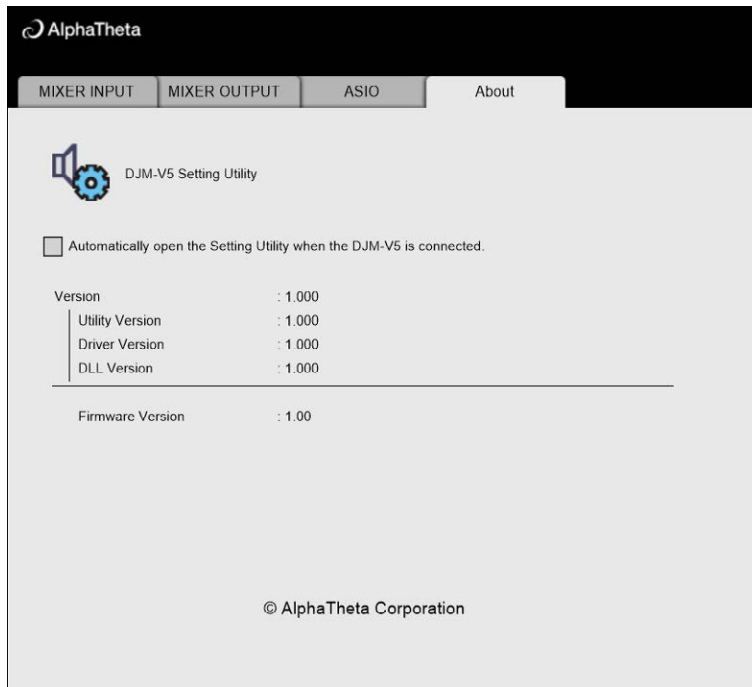 AlphaTheta
MIXER INPUT MIXER OUTPUT ASIO About
DJM-V5 Setting Utility
Automatically open the Setting Utility when the DJM-V5 is connected.
Version : 1.000
Utility Version : 1.000
Driver Version : 1.000
DLL Version : 1.000
Firmware Version : 1.00
© AlphaTheta Corporation